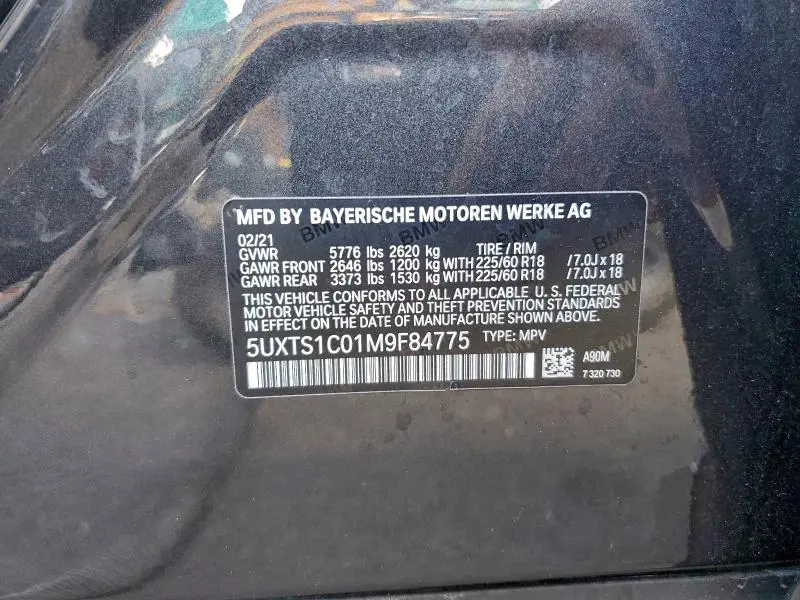 MFD BY BAYERISCHE MOTOREN WERKE AG
02/21
GVWR 5776 lbs 2620 kg TIRE / RIM
GAWR FRONT 2646 lbs 1200 kg WITH 225/60 R18 /7.0J x 18
GAWR REAR 3373 lbs 1530 kg WITH 225/60 R18 /7.0J x 18
THIS VEHICLE CONFORMS TO ALL APPLICABLE U. S. FEDERAL
MOTOR VEHICLE SAFETY AND THEFT PREVENTION STANDARDS
IN EFFECT ON THE DATE OF MANUFACTURE SHOWN ABOVE.
5UXTS1C01M9F84775 TYPE: MPV
A90M
7 320 730